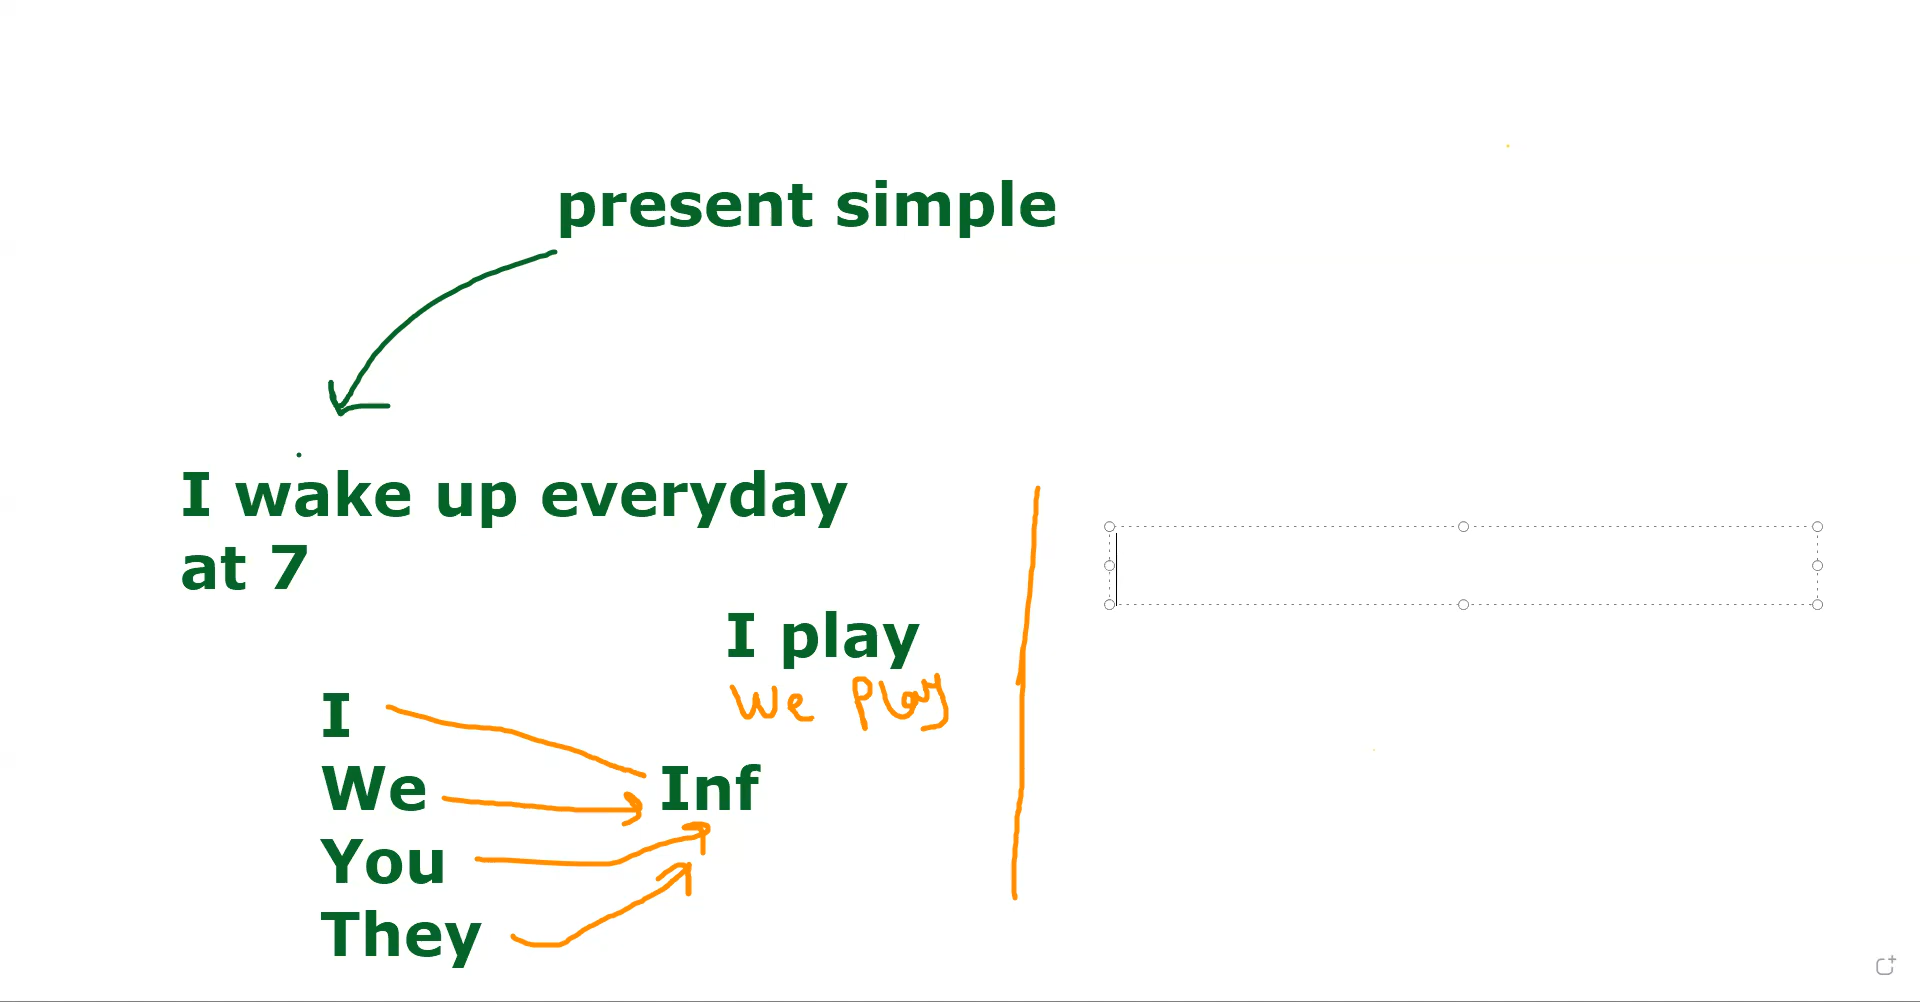 present simple
I wake up everyday
at 7
I play
We Play
I
We
Inf
You
They